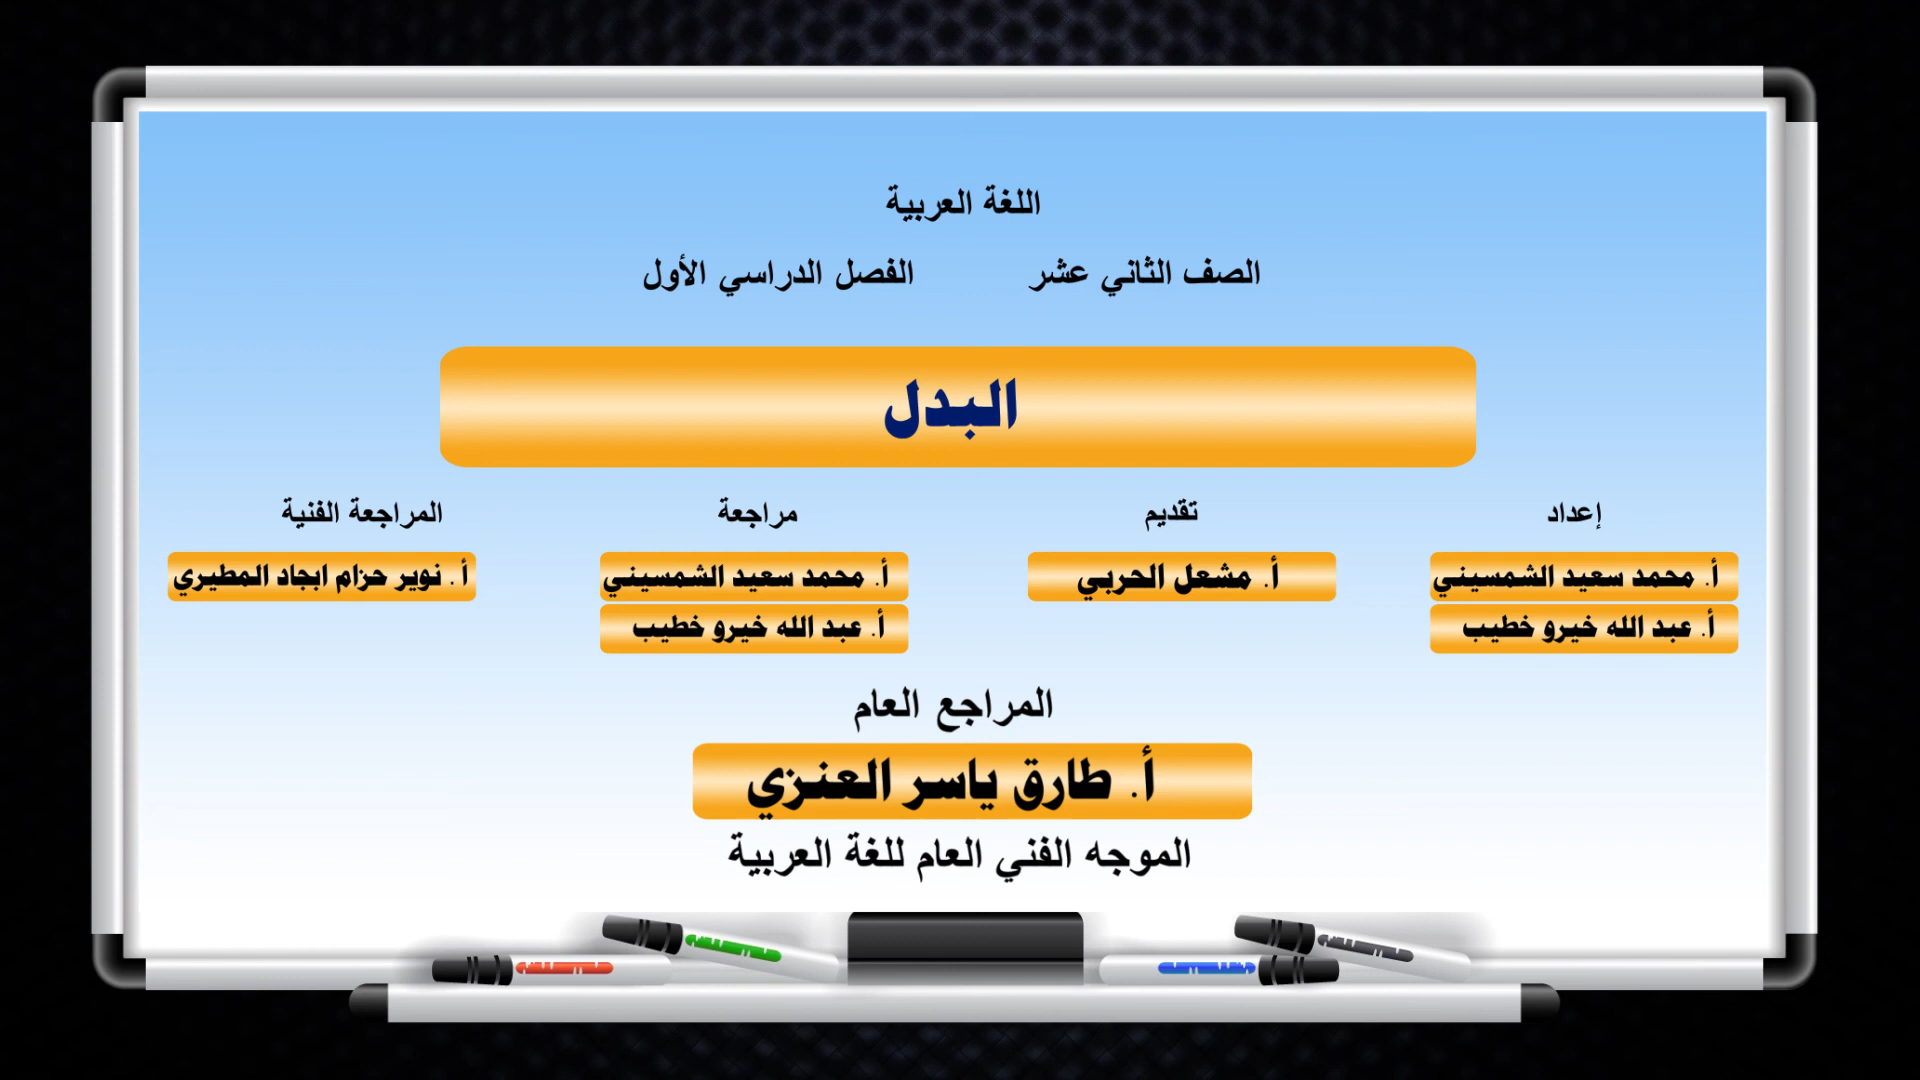 اللغة العربية
الصف الثاني عشر الفصل الدراسي الأول
البدل
إعداد تقديم مراجعة المراجعة الفنية
أ. محمد سعيد الشمسيني أ. مشعل الحربي أ. محمد سعيد الشمسيني أ. نوير حزام ابجاد المطيري
أ. عبد الله خيرو خطيب أ. عبد الله خيرو خطيب
المراجع العام
أ. طارق ياسر العنزي
الموجه الفني العام للغة العربية